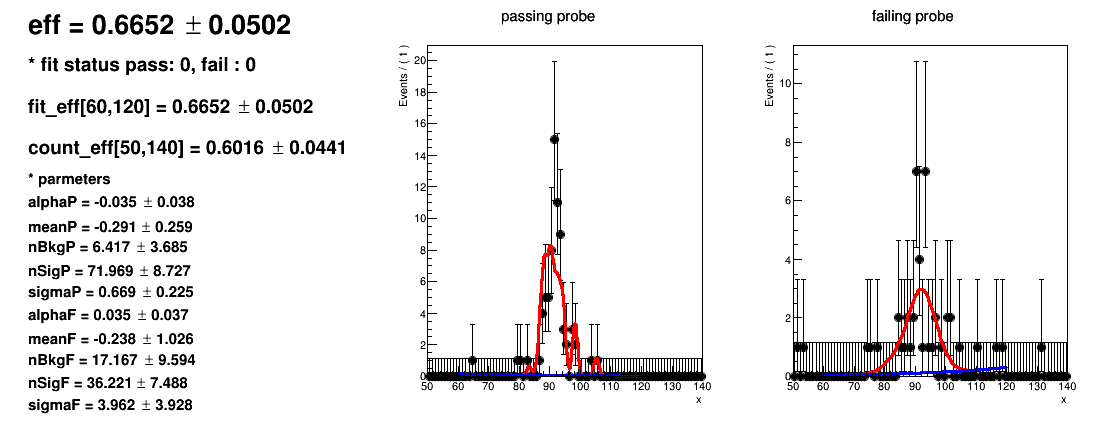 eff = 0.6652 ± 0.0502
* fit status pass: 0, fail : 0
fit_eff[60,120] = 0.6652 ± 0.0502
count_eff[50,140] = 0.6016 ± 0.0441
* parmeters
alphaP = -0.035 ± 0.038
meanP = -0.291 ± 0.259
nBkgP = 6.417 ± 3.685
nSigP = 71.969 ± 8.727
sigmaP = 0.669 ± 0.225
alphaF = 0.035 ± 0.037
meanF = -0.238 ± 1.026
nBkgF = 17.167 ± 9.594
nSigF = 36.221 ± 7.488
sigmaF = 3.962 ± 3.928
passing probe
Events / ( 1 )
20
18
16
14
12
10
8
6
4
2
0
50 60 70 80 90 100 110 120 130 140
x
failing probe
Events / ( 1 )
10
8
6
4
2
0
50 60 70 80 90 100 110 120 130 140
x